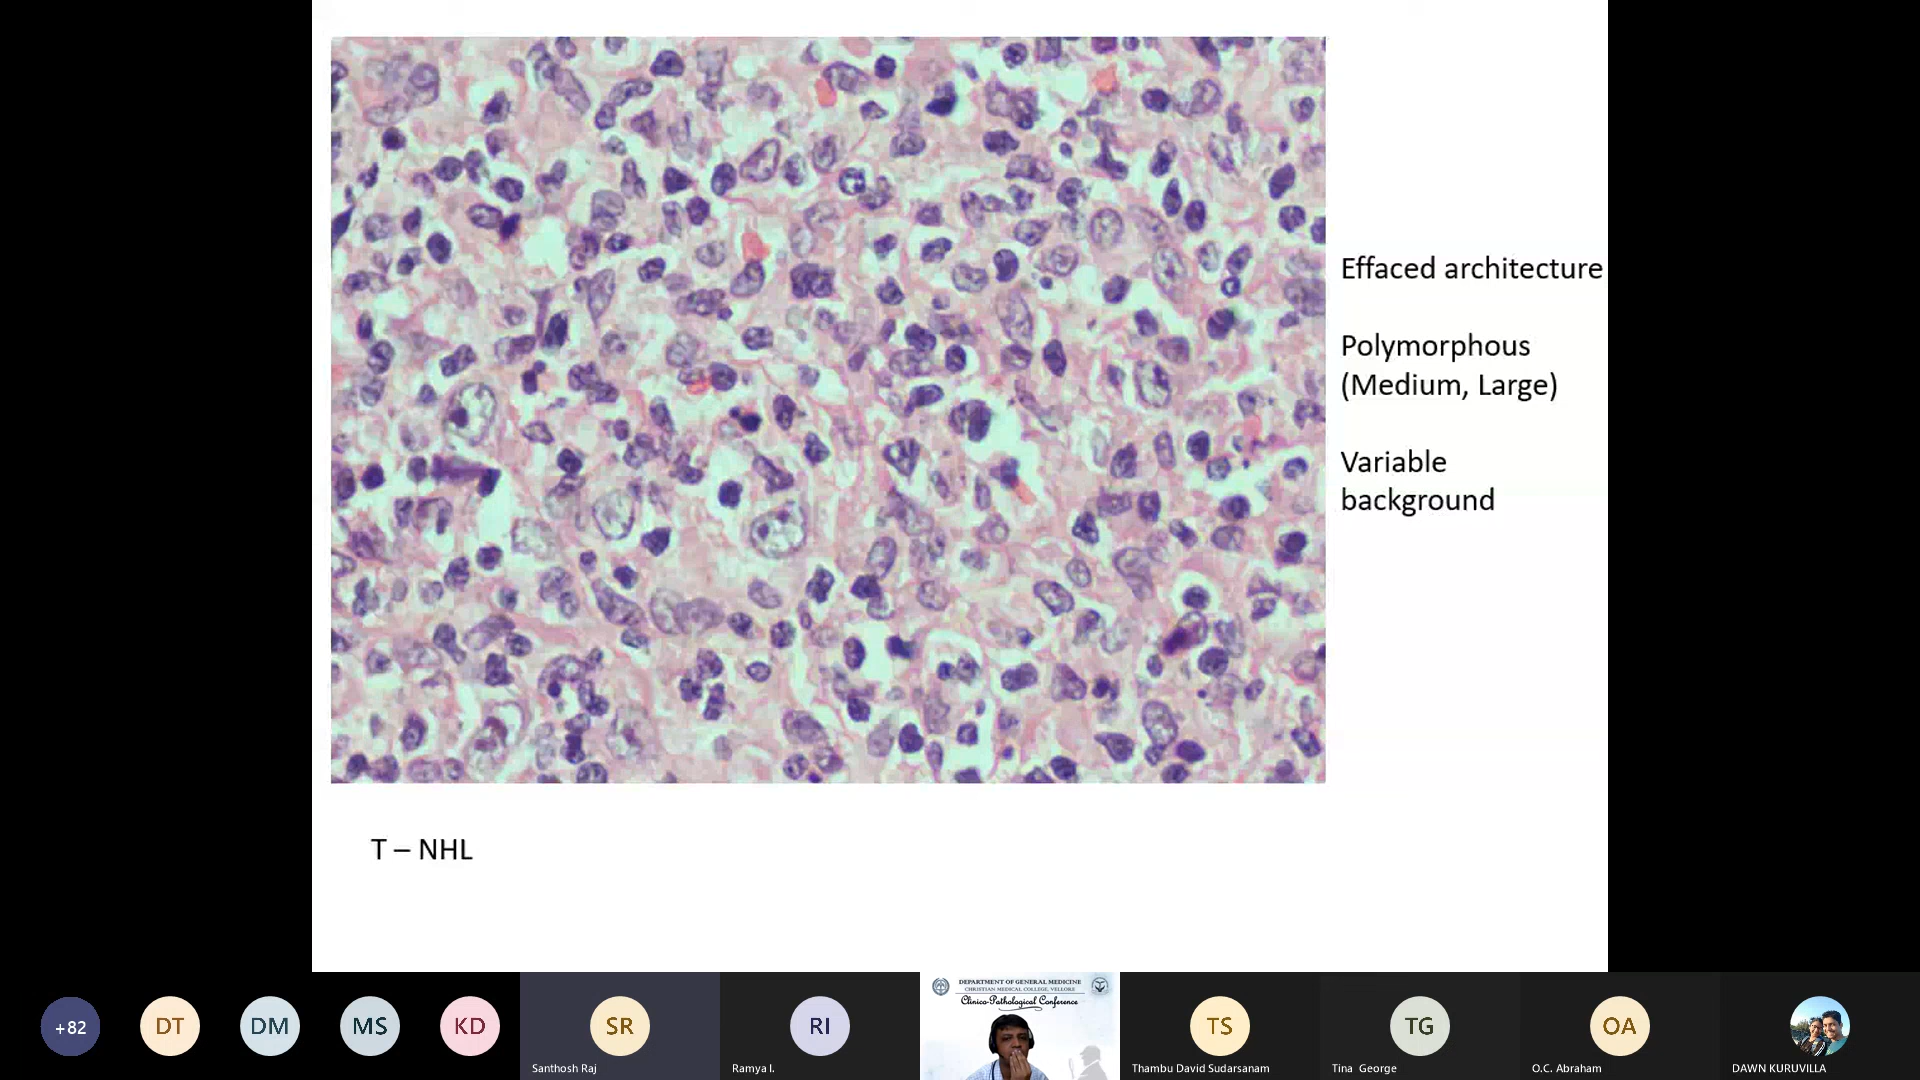 Effaced architecture
Polymorphous
(Medium, Large)
Variable
background
T – NHL
+82
DT
DM
MS
KD
SR
Santhosh Raj
RI
Ramya I.
DEPARTMENT OF GENERAL MEDICINE
CHRISTIAN MEDICAL COLLEGE, VELLORE
Clinico-Pathological Conference
TS
Thambu David Sudarsanam
TG
Tina George
OA
O.C. Abraham
DAWN KURUVILLA